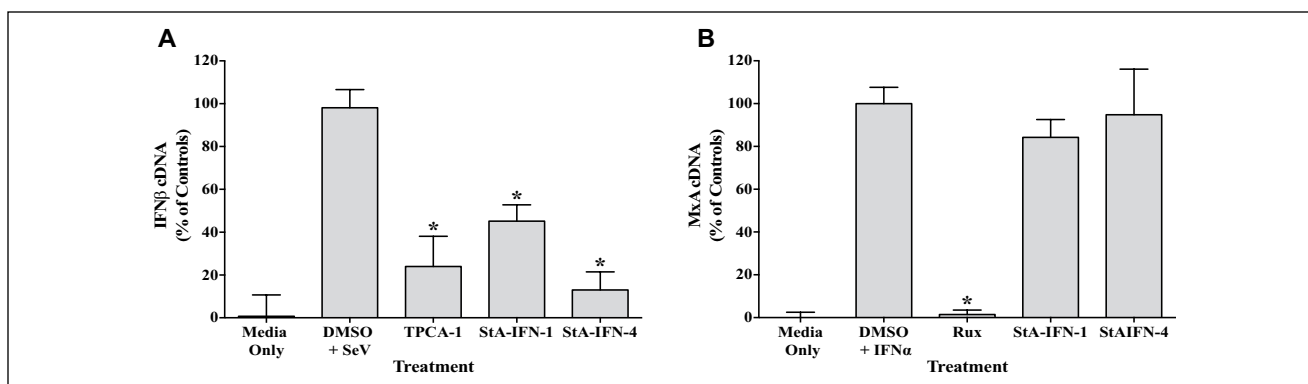 A
IFNβ cDNA
(% of Controls)
120
100
80
60
40
20
0
*
*
*
Media
Only
DMSO
+ SeV
TPCA-1
StA-IFN-1
StA-IFN-4
Treatment
B
MxA cDNA
(% of Controls)
120
100
80
60
40
20
0
*
Media
Only
DMSO
+ IFNα
Rux
StA-IFN-1
StAIFN-4
Treatment